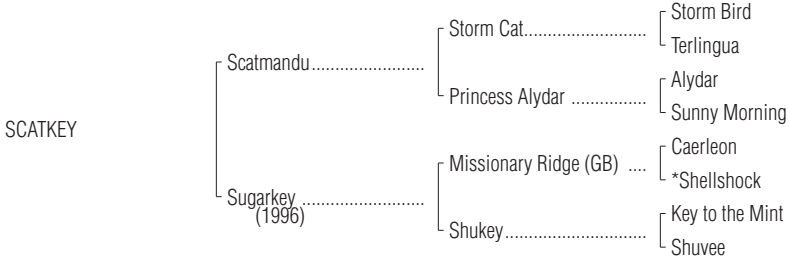 Storm Bird
Storm Cat..........................
Terlingua
Scatmandu........................
Alydar
Princess Alydar ................
Sunny Morning
SCATKEY
Caerleon
Missionary Ridge (GB) ....
*Shellshock
Sugarkey ..........................
(1996)
Key to the Mint
Shukey..............................
Shuvee